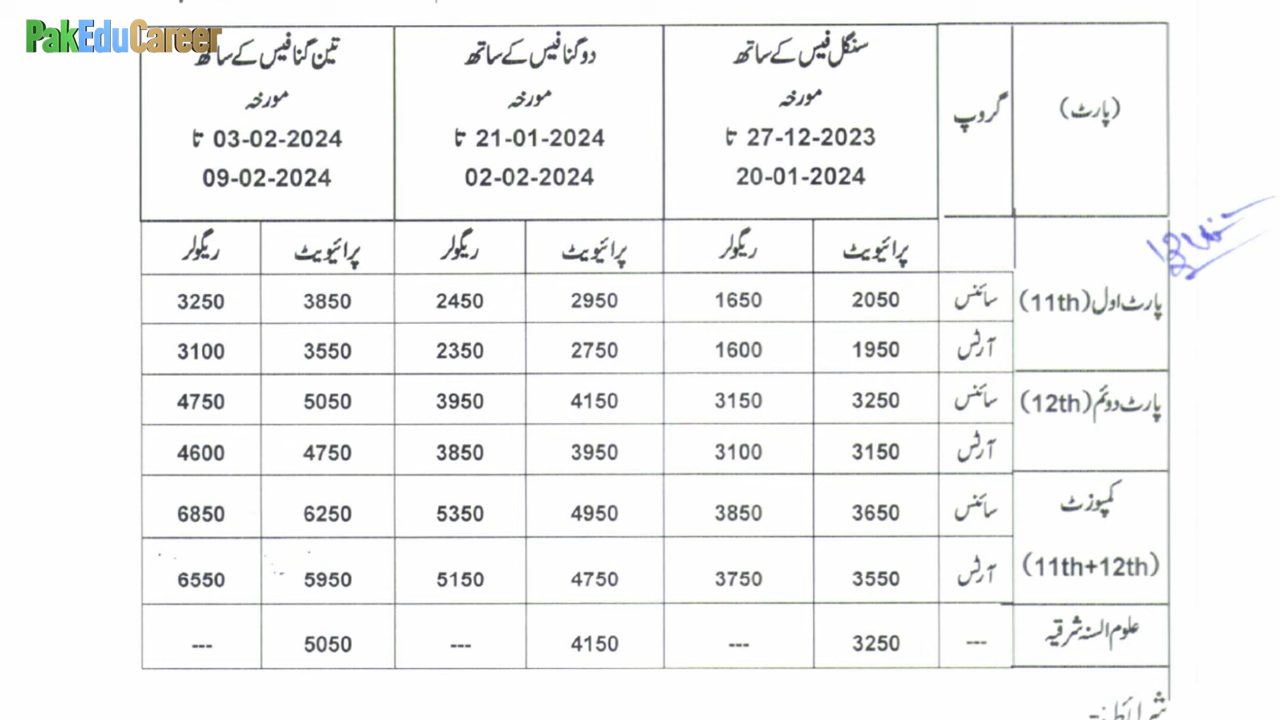 PakEduCareer
(پارٹ) گروپ سنگل فیس کے ساتھ مورخہ 27-12-2023 تا 20-01-2024 دو گنا فیس کے ساتھ مورخہ 21-01-2024 تا 02-02-2024 تین گنا فیس کے ساتھ مورخہ 03-02-2024 تا 09-02-2024
پرائیویٹ ریگولر پرائیویٹ ریگولر پرائیویٹ ریگولر
پارٹ اول (11th) سائنس 2050 1650 2950 2450 3850 3250
آرٹس 1950 1600 2750 2350 3550 3100
پارٹ دوئم (12th) سائنس 3250 3150 4150 3950 5050 4750
آرٹس 3150 3100 3950 3850 4750 4600
کمپوزٹ (11th+12th) سائنس 3650 3850 4950 5350 6250 6850
آرٹس 3550 3750 4750 5150 5950 6550
علوم السنہ شرقیہ --- 3250 --- 4150 --- 5050 ---
شرائط:-